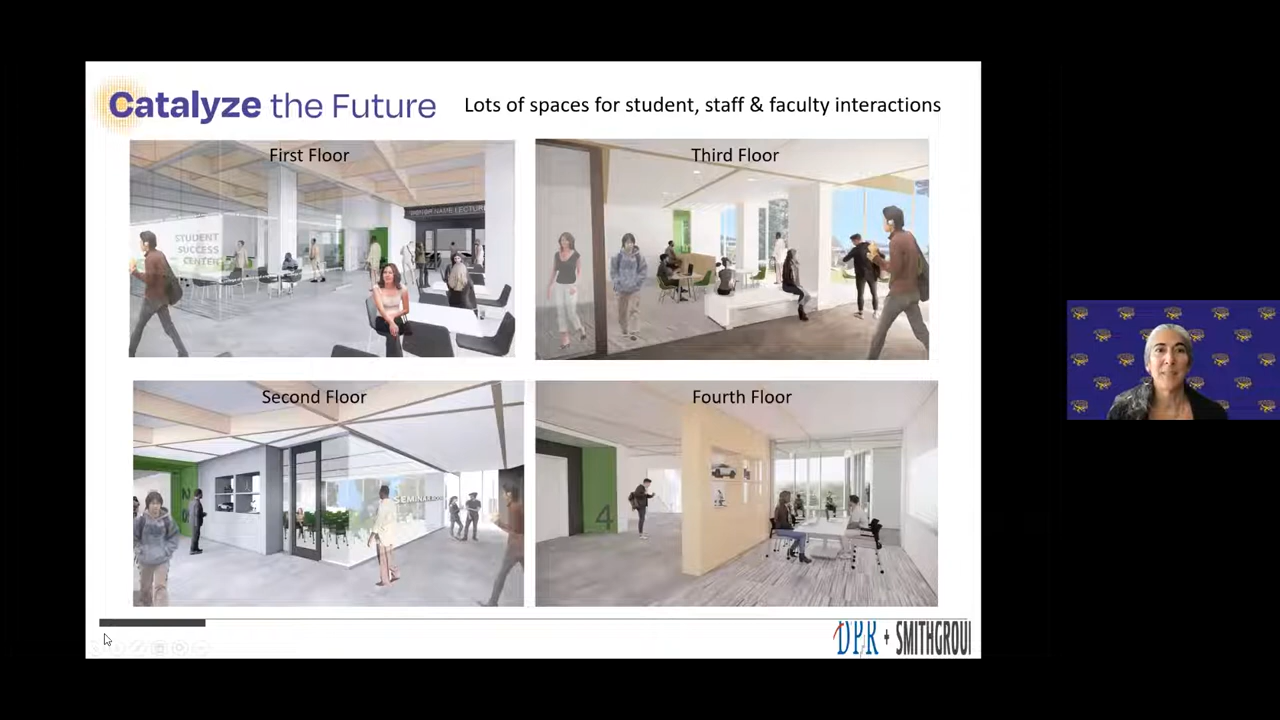 Catalyze the Future
Lots of spaces for student, staff & faculty interactions
First Floor
STUDENT
SUCCESS
CENTER
Third Floor
Second Floor
Fourth Floor
4
DPR + SMITHGROUP